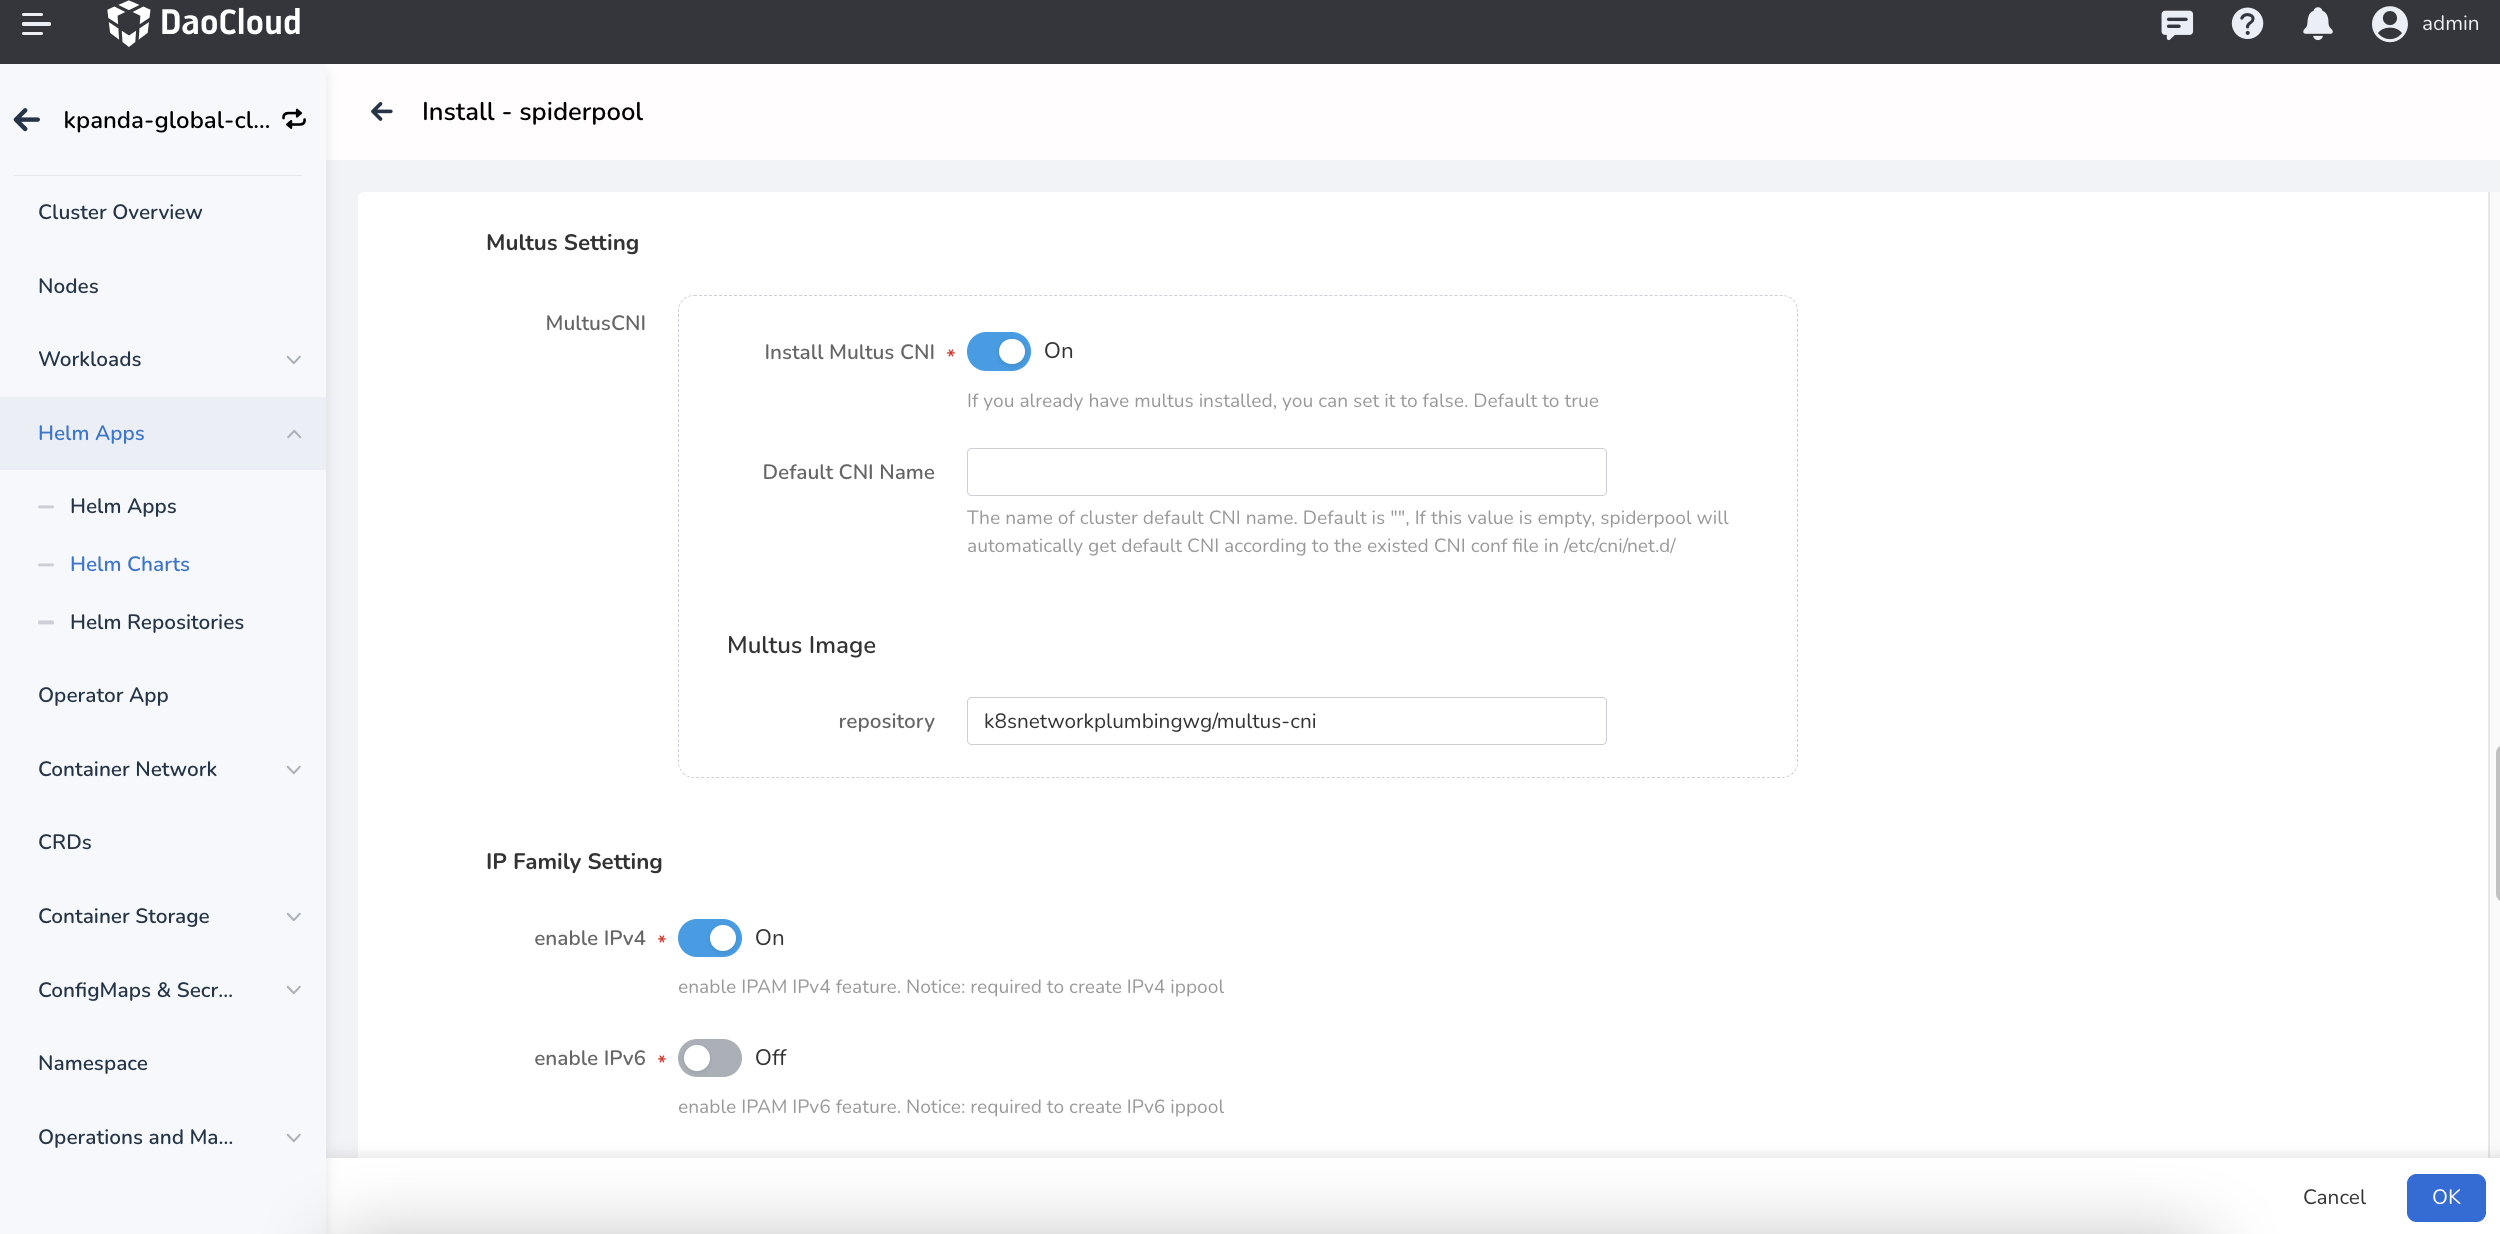 DaoCloud
admin
kpanda-global-cl...
Install - spiderpool
Cluster Overview
Nodes
Workloads
Helm Apps
Helm Apps
Helm Charts
Helm Repositories
Operator App
Container Network
CRDs
Container Storage
ConfigMaps & Secr...
Namespace
Operations and Ma...
Multus Setting
MultusCNI
Install Multus CNI * On
If you already have multus installed, you can set it to false. Default to true
Default CNI Name
The name of cluster default CNI name. Default is "", If this value is empty, spiderpool will
automatically get default CNI according to the existed CNI conf file in /etc/cni/net.d/
Multus Image
repository k8snetworkplumbingwg/multus-cni
IP Family Setting
enable IPv4 * On
enable IPAM IPv4 feature. Notice: required to create IPv4 ippool
enable IPv6 * Off
enable IPAM IPv6 feature. Notice: required to create IPv6 ippool
Cancel
OK